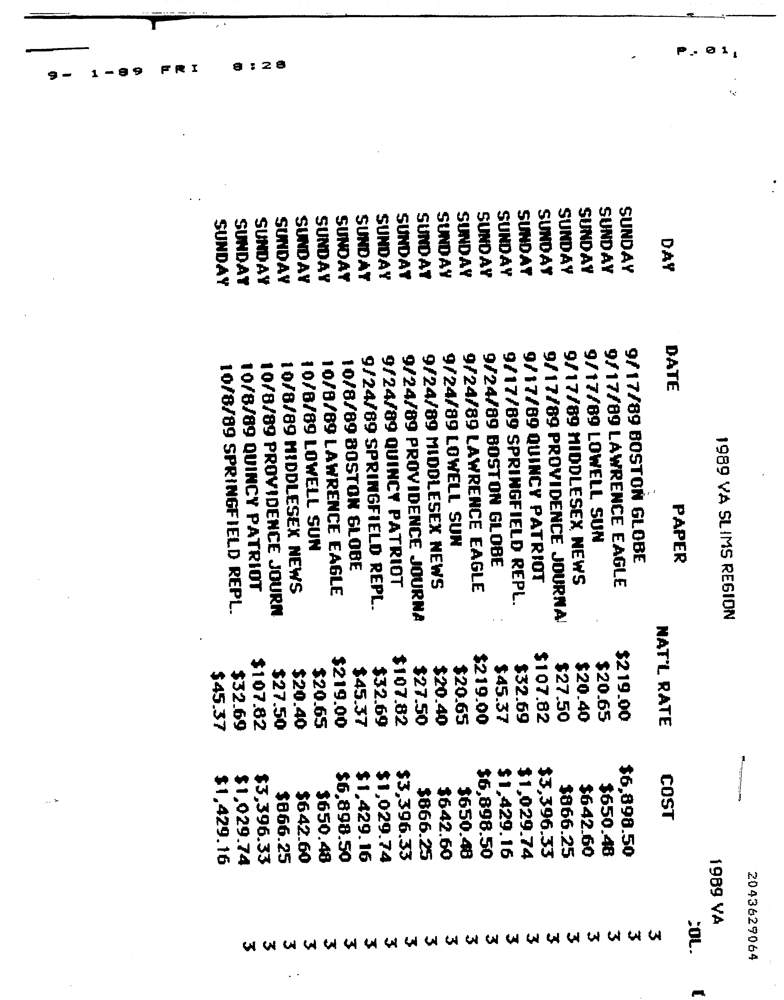 P. 01,
9- 1-89 FRI 8:28
2043629064
1989 VA SLIMS REGION 1989 VA
DAY DATE PAPER NAT'L RATE COST COL.
SUNDAY 9/17/89 BOSTON GLOBE $219.00 $6,898.50 3
SUNDAY 9/17/89 LAWRENCE EAGLE $20.65 $650.48 3
SUNDAY 9/17/89 LOWELL SUN $20.40 $642.60 3
SUNDAY 9/17/89 MIDDLESEX NEWS $27.50 $866.25 3
SUNDAY 9/17/89 PROVIDENCE JOURNA $107.82 $3,396.33 3
SUNDAY 9/17/89 QUINCY PATRIOT $32.69 $1,029.74 3
SUNDAY 9/17/89 SPRINGFIELD REPL. $45.37 $1,429.16 3
SUNDAY 9/24/89 BOSTON GLOBE $219.00 $6,898.50 3
SUNDAY 9/24/89 LAWRENCE EAGLE $20.65 $650.48 3
SUNDAY 9/24/89 LOWELL SUN $20.40 $642.60 3
SUNDAY 9/24/89 MIDDLESEX NEWS $27.50 $866.25 3
SUNDAY 9/24/89 PROVIDENCE JOURNA $107.82 $3,396.33 3
SUNDAY 9/24/89 QUINCY PATRIOT $32.69 $1,029.74 3
SUNDAY 9/24/89 SPRINGFIELD REPL. $45.37 $1,429.16 3
SUNDAY 10/8/89 BOSTON GLOBE $219.00 $6,898.50 3
SUNDAY 10/8/89 LAWRENCE EAGLE $20.65 $650.48 3
SUNDAY 10/8/89 LOWELL SUN $20.40 $642.60 3
SUNDAY 10/8/89 MIDDLESEX NEWS $27.50 $866.25 3
SUNDAY 10/8/89 PROVIDENCE JOURN $107.82 $3,396.33 3
SUNDAY 10/8/89 QUINCY PATRIOT $32.69 $1,029.74 3
SUNDAY 10/8/89 SPRINGFIELD REPL. $45.37 $1,429.16 3